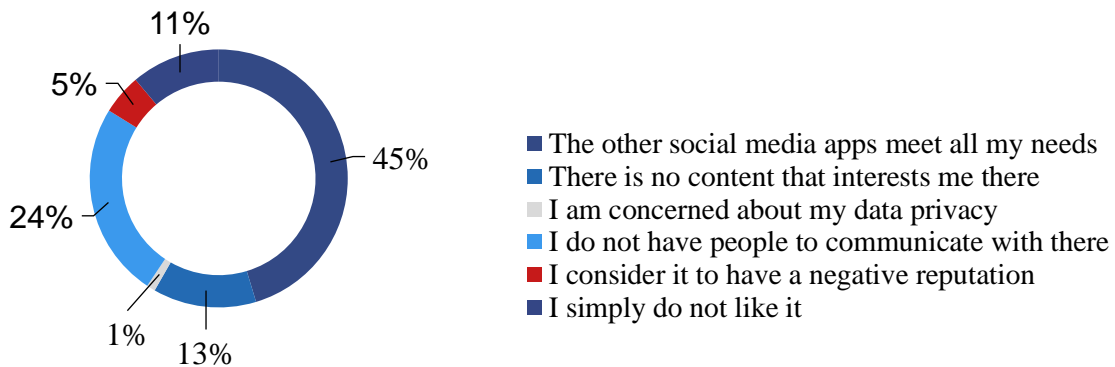 11%
5%
45%
24%
1%
13%
The other social media apps meet all my needs
There is no content that interests me there
I am concerned about my data privacy
I do not have people to communicate with there
I consider it to have a negative reputation
I simply do not like it